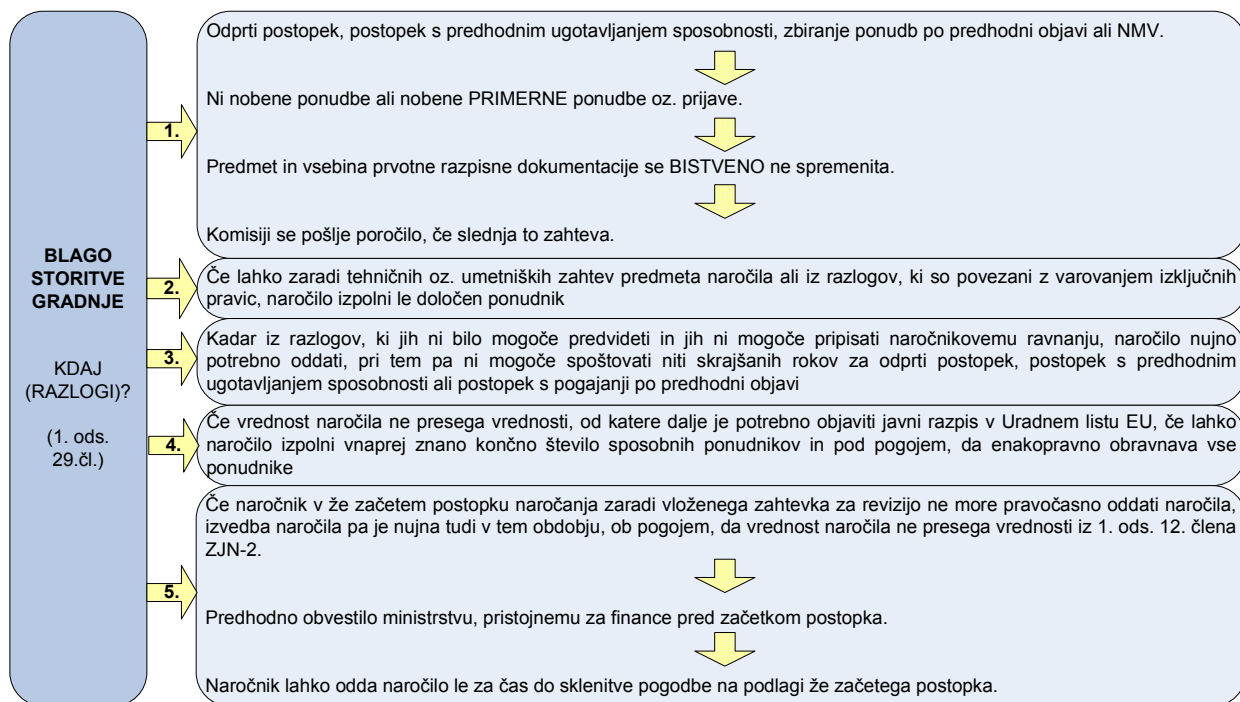 BLAGO
STORITVE
GRADNJE
KDAJ
(RAZLOGI)?
(1. ods.
29.čl.)
1.
Odprti postopek, postopek s predhodnim ugotavljanjem sposobnosti, zbiranje ponudb po predhodni objavi ali NMV.
Ni nobene ponudbe ali nobene PRIMERNE ponudbe oz. prijave.
Predmet in vsebina prvotne razpisne dokumentacije se BISTVENO ne spremenita.
Komisiji se pošlje poročilo, če slednja to zahteva.
2.
Če lahko zaradi tehničnih oz. umetniških zahtev predmeta naročila ali iz razlogov, ki so povezani z varovanjem izključnih
pravic, naročilo izpolni le določen ponudnik
3.
Kadar iz razlogov, ki jih ni bilo mogoče predvideti in jih ni mogoče pripisati naročnikovemu ravnanju, naročilo nujno
potrebno oddati, pri tem pa ni mogoče spoštovati niti skrajšanih rokov za odprti postopek, postopek s predhodnim
ugotavljanjem sposobnosti ali postopek s pogajanji po predhodni objavi
4.
Če vrednost naročila ne presega vrednosti, od katere dalje je potrebno objaviti javni razpis v Uradnem listu EU, če lahko
naročilo izpolni vnaprej znano končno število sposobnih ponudnikov in pod pogojem, da enakopravno obravnava vse
ponudnike
5.
Če naročnik v že začetem postopku naročanja zaradi vloženega zahtevka za revizijo ne more pravočasno oddati naročila,
izvedba naročila pa je nujna tudi v tem obdobju, ob pogojem, da vrednost naročila ne presega vrednosti iz 1. ods. 12. člena
ZJN-2.
Predhodno obvestilo ministrstvu, pristojnemu za finance pred začetkom postopka.
Naročnik lahko odda naročilo le za čas do sklenitve pogodbe na podlagi že začetega postopka.